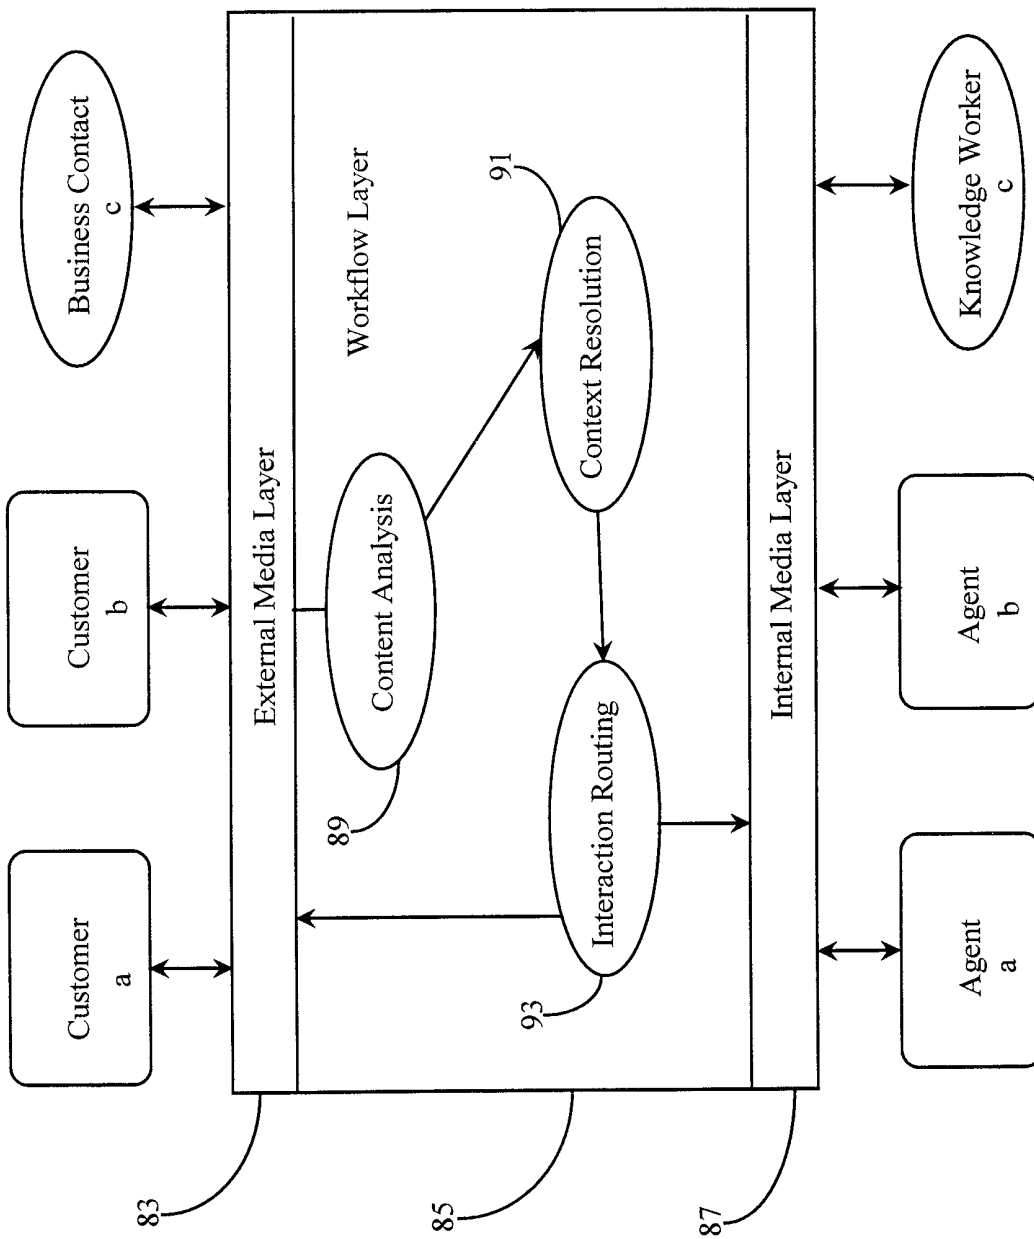 Customer
a
Customer
b
Business Contact
c
83
External Media Layer
Workflow Layer
89
Content Analysis
91
Context Resolution
93
Interaction Routing
85
Internal Media Layer
87
Agent
a
Agent
b
Knowledge Worker
c